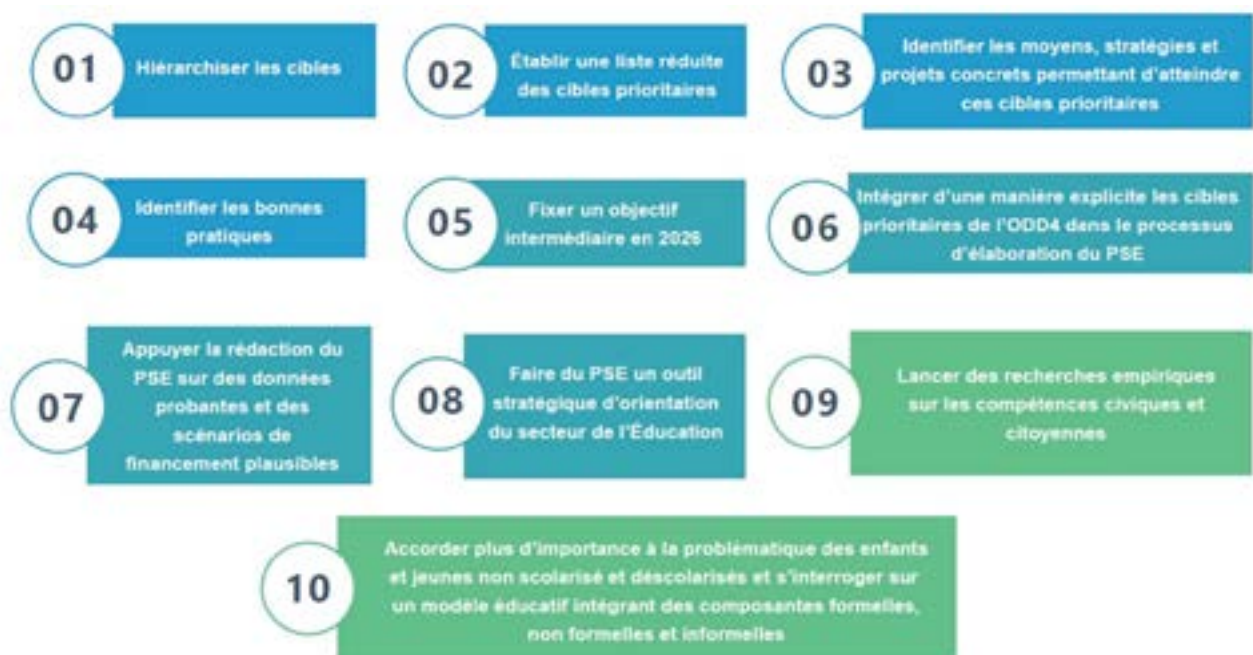 01
Hiérarchiser les cibles
02
Établir une liste réduite
des cibles prioritaires
03
Identifier les moyens, stratégies et
projets concrets permettant d'atteindre
ces cibles prioritaires
04
Identifier les bonnes
pratiques
05
Fixer un objectif
intermédiaire en 2026
06
Intégrer d'une manière explicite les cibles
prioritaires de l'ODD4 dans le processus
d'élaboration du PSE
07
Appuyer la rédaction du
PSE sur des données
probantes et des
scénarios de
financement plausibles
08
Faire du PSE un outil
stratégique d'orientation
du secteur de l'Éducation
09
Lancer des recherches empiriques
sur les compétences civiques et
citoyennes
10
Accorder plus d'importance à la problématique des enfants
et jeunes non scolarisé et déscolarisés et s'interroger sur
un modèle éducatif intégrant des composantes formelles,
non formelles et informelles